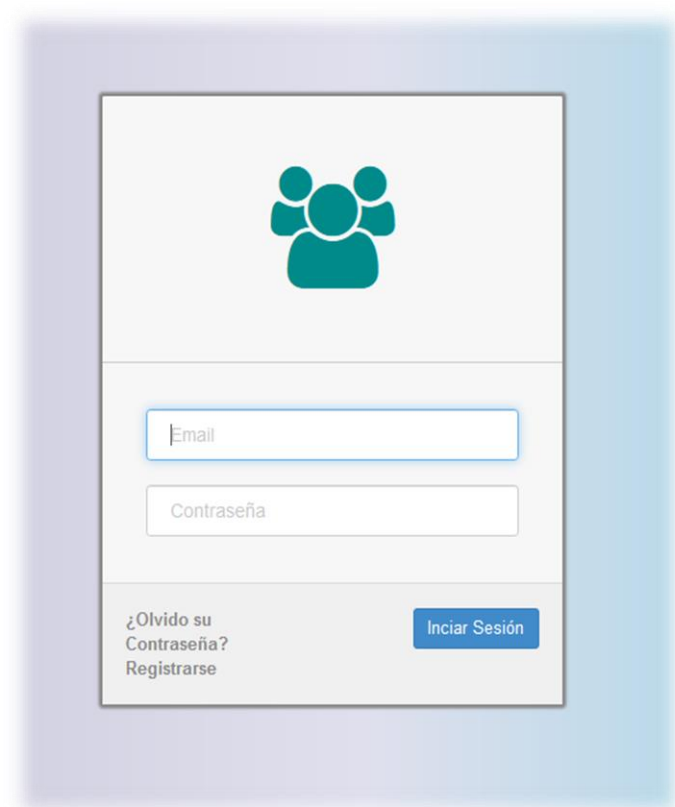 Email
Contraseña
¿Olvido su
Contraseña?
Registrarse
Inciar Sesión